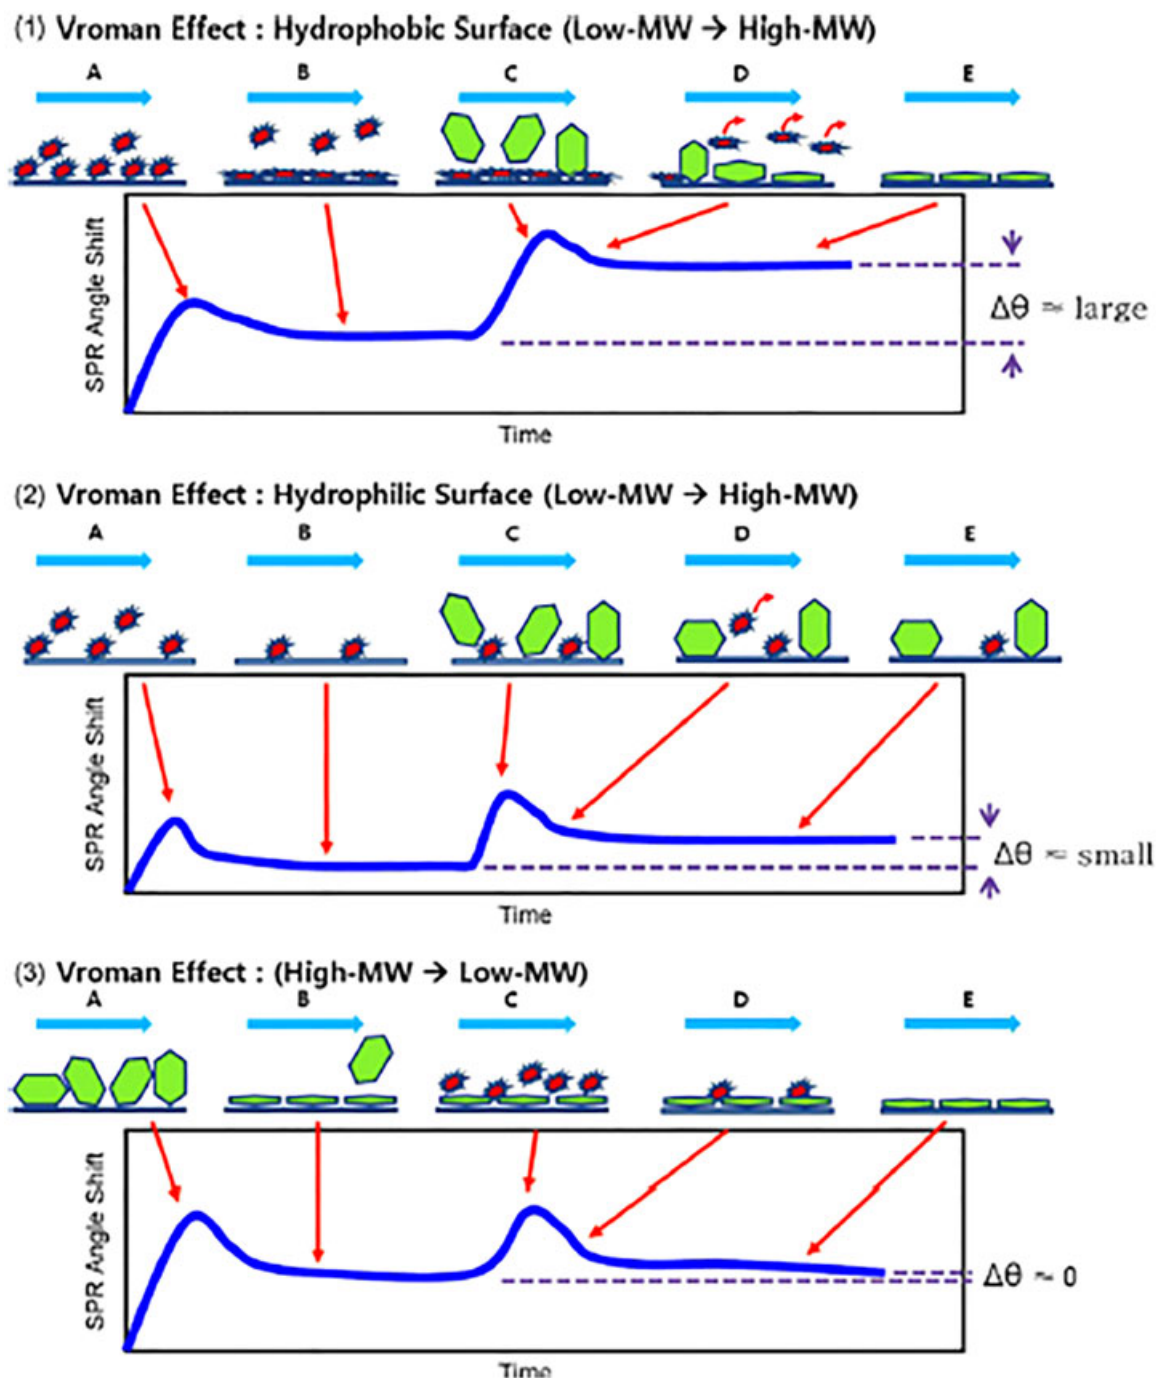 (1) Vroman Effect : Hydrophobic Surface (Low-MW → High-MW)
A B C D E
SPR Angle Shift
Δθ ≈ large
Time
(2) Vroman Effect : Hydrophilic Surface (Low-MW → High-MW)
A B C D E
SPR Angle Shift
Δθ ≈ small
Time
(3) Vroman Effect : (High-MW → Low-MW)
A B C D E
SPR Angle Shift
Δθ ≈ 0
Time